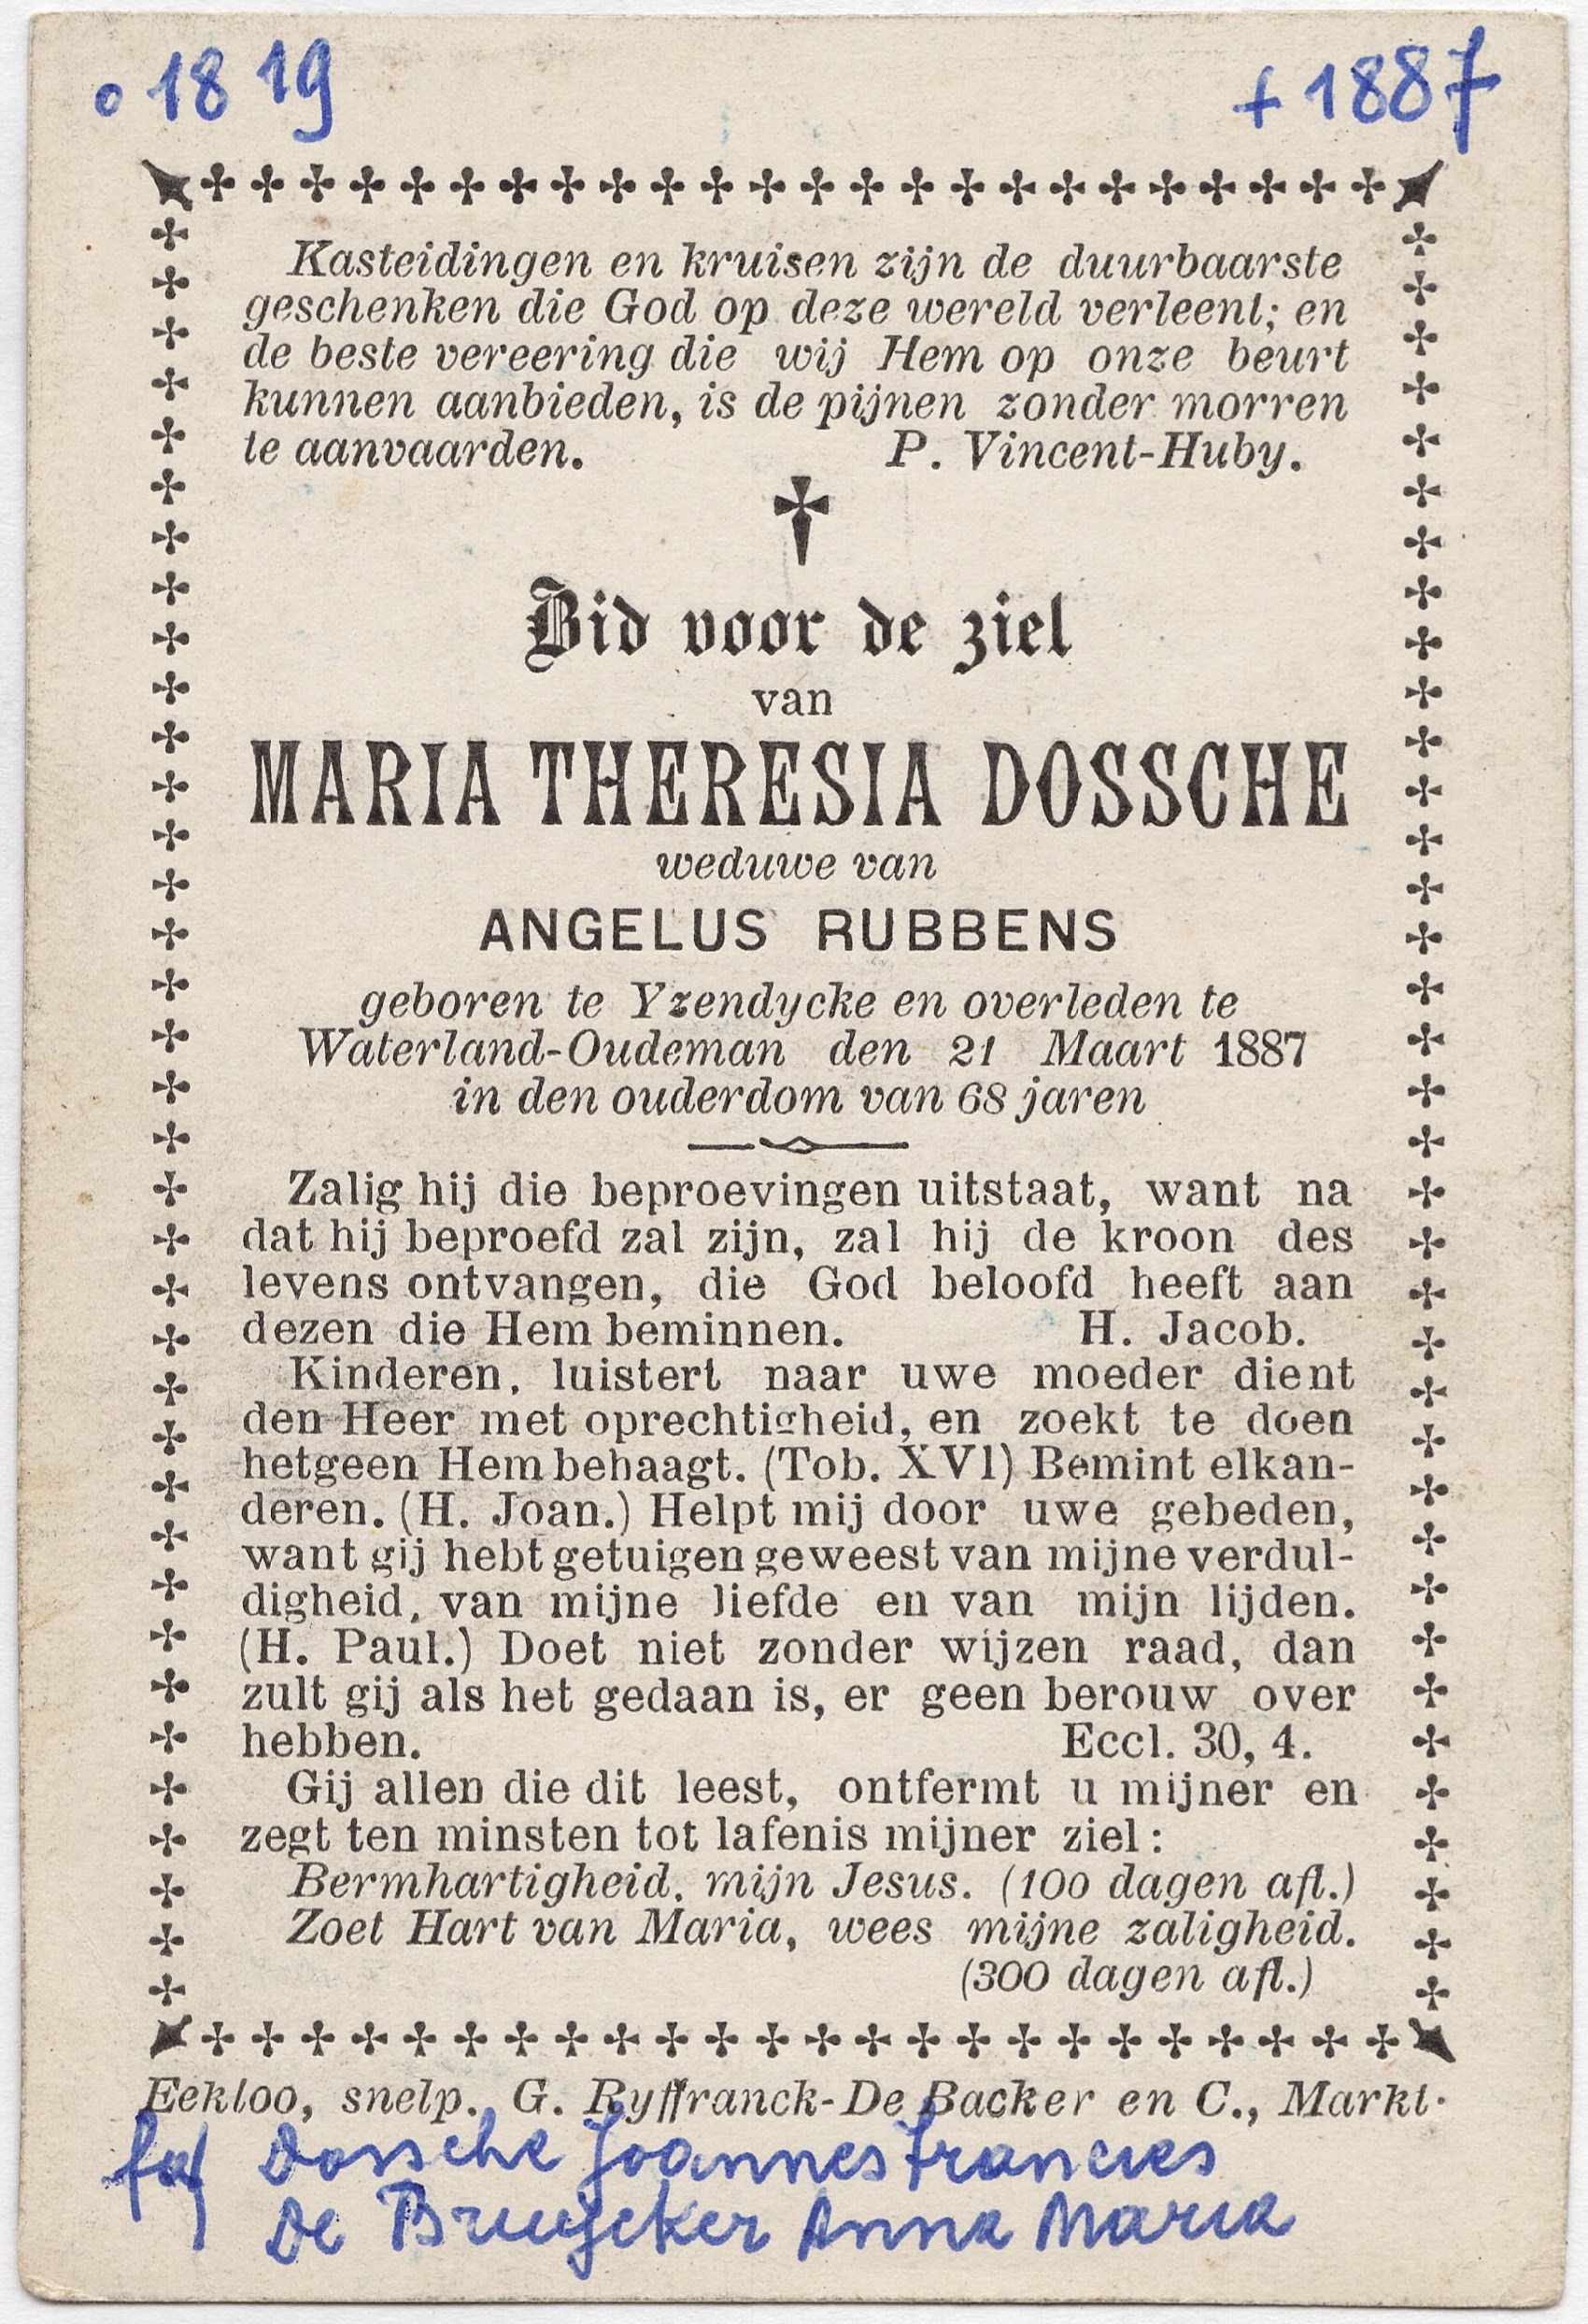 o 1819 + 1887
Kasteidingen en kruisen zijn de duurbaarste
geschenken die God op deze wereld verleent; en
de beste vereering die wij Hem op onze beurt
kunnen aanbieden, is de pijnen zonder morren
te aanvaarden. P. Vincent-Huby.
†
Bid voor de ziel
van
MARIA THERESIA DOSSCHE
weduwe van
ANGELUS RUBBENS
geboren te Yzendycke en overleden te
Waterland-Oudeman den 21 Maart 1887
in den ouderdom van 68 jaren
Zalig hij die beproevingen uitstaat, want na
dat hij beproefd zal zijn, zal hij de kroon des
levens ontvangen, die God beloofd heeft aan
dezen die Hem beminnen. H. Jacob.
Kinderen, luistert naar uwe moeder dient
den Heer met oprechtigheid, en zoekt te doen
hetgeen Hem behaagt. (Tob. XVI) Bemint elkan-
deren. (H. Joan.) Helpt mij door uwe gebeden,
want gij hebt getuigen geweest van mijne verdul-
digheid, van mijne liefde en van mijn lijden.
(H. Paul.) Doet niet zonder wijzen raad, dan
zult gij als het gedaan is, er geen berouw over
hebben. Eccl. 30, 4.
Gij allen die dit leest, ontfermt u mijner en
zegt ten minsten tot lafenis mijner ziel:
Bermhartigheid, mijn Jesus. (100 dagen afl.)
Zoet Hart van Maria, wees mijne zaligheid.
(300 dagen afl.)
Eekloo, snelp. G. Ryffranck-De Backer en C., Markt.
Dossche Joannes Francies
De Bruijcker Anna Maria